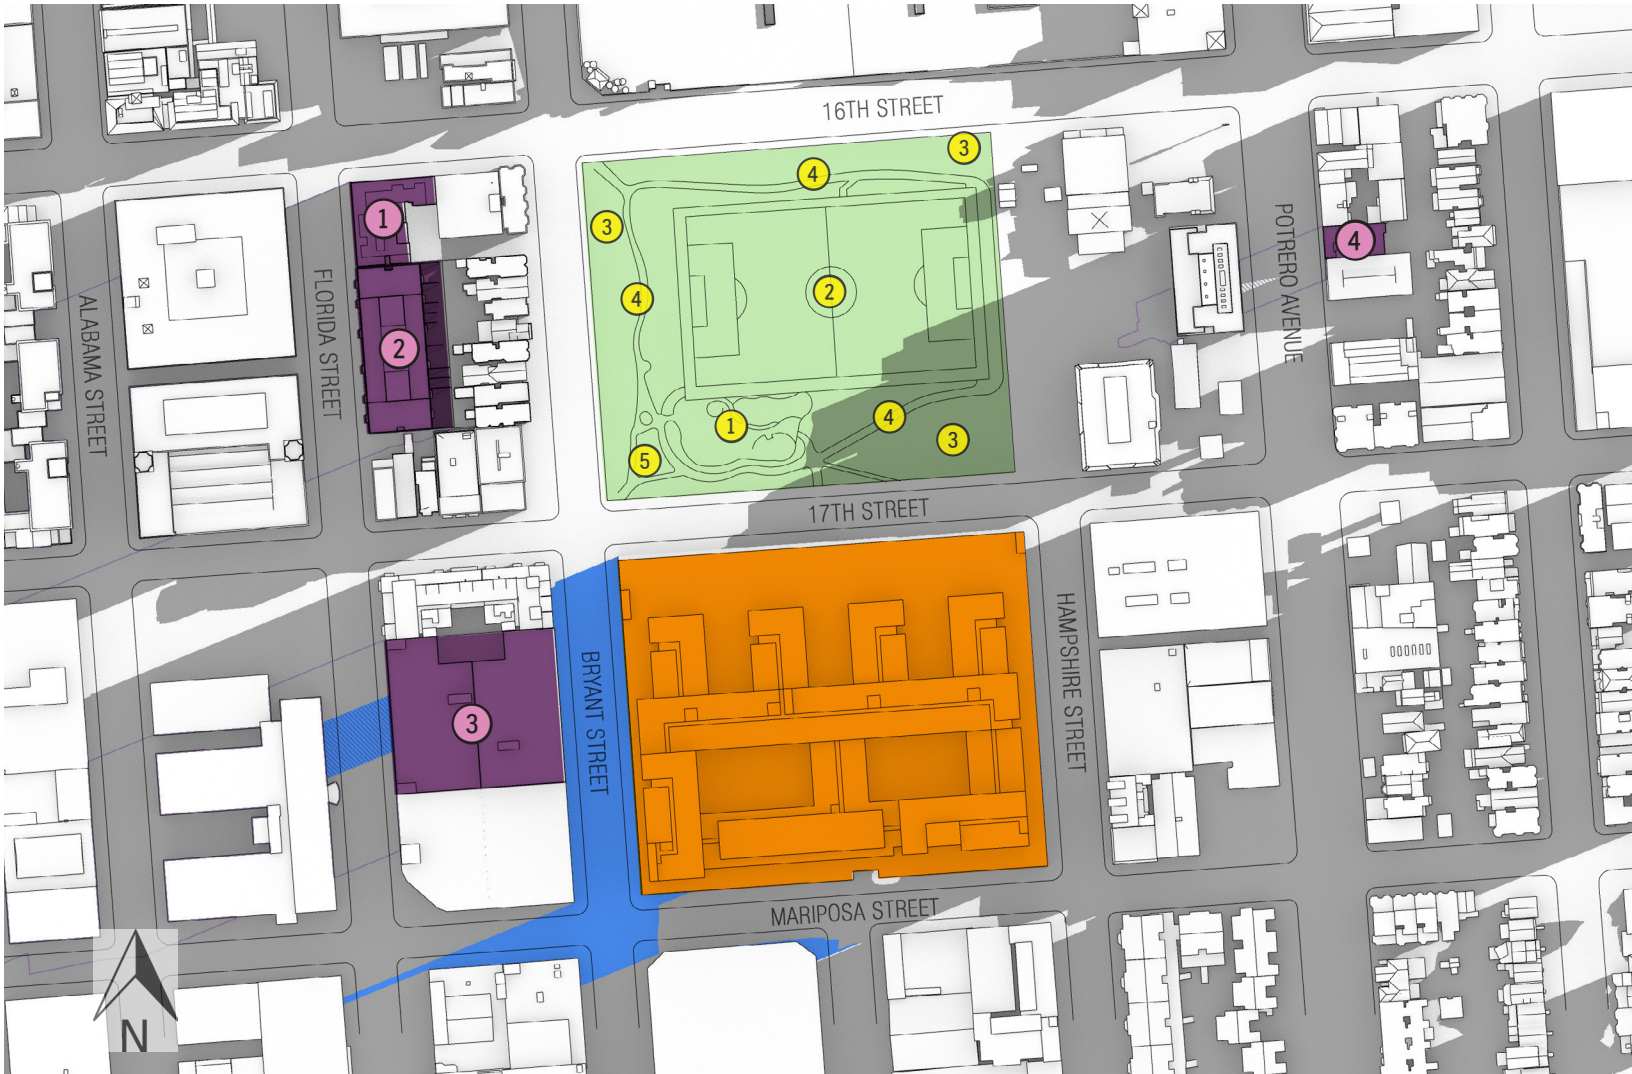 16TH STREET
3
4
1
3
4
4
2
2
ALABAMA STREET
FLORIDA STREET
POTRERO AVENUE
4
1
3
5
17TH STREET
BRYANT STREET
HAMPSHIRE STREET
3
MARIPOSA STREET
N